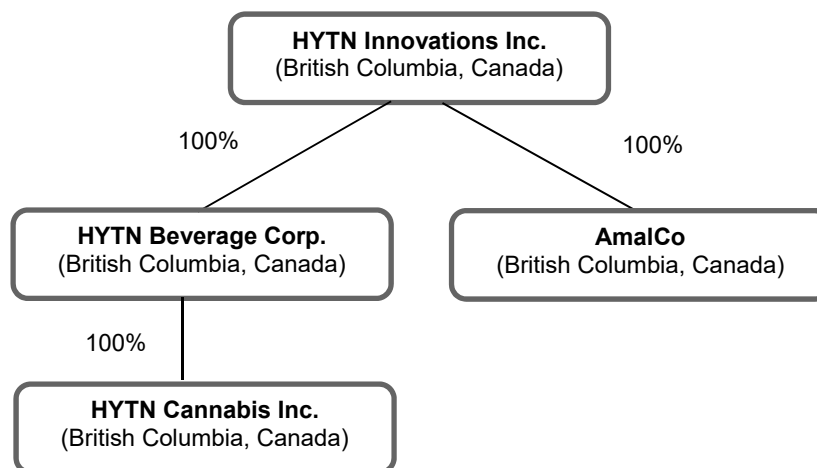 HYTN Innovations Inc.
(British Columbia, Canada)
100%
100%
HYTN Beverage Corp.
(British Columbia, Canada)
AmalCo
(British Columbia, Canada)
100%
HYTN Cannabis Inc.
(British Columbia, Canada)